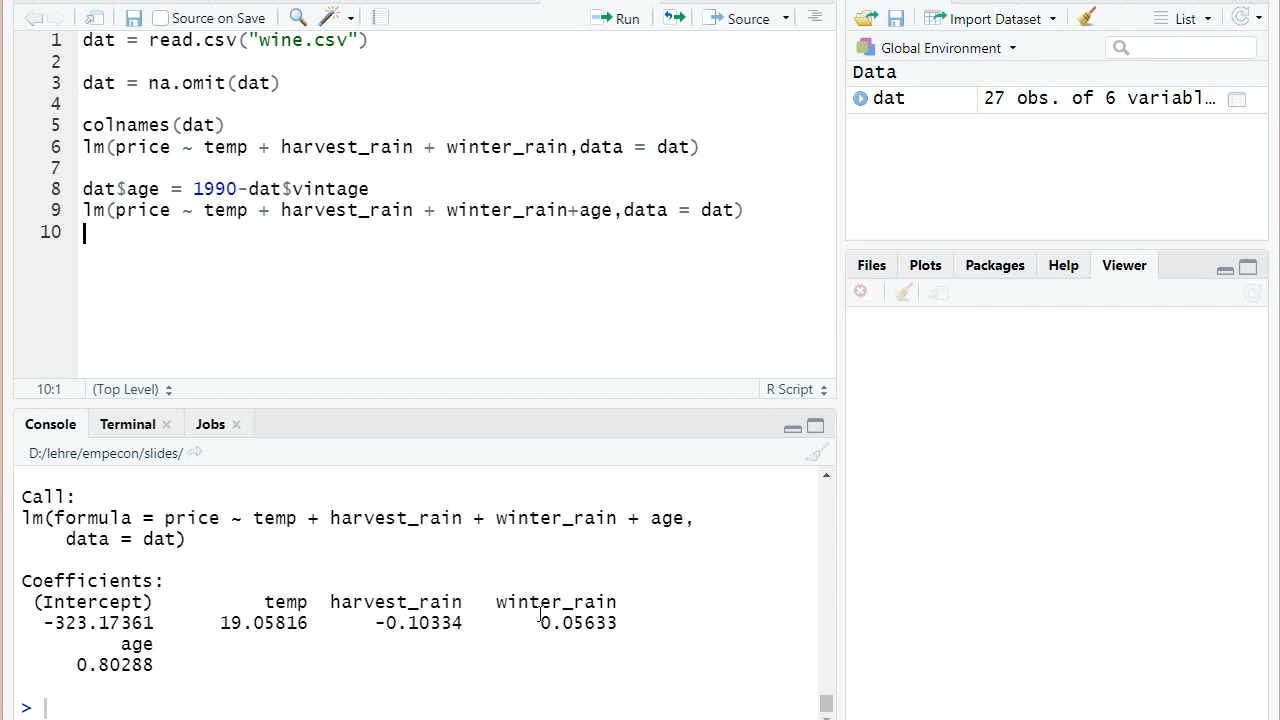 Source on Save
Run
Source
1 dat = read.csv("wine.csv")
2
3 dat = na.omit(dat)
4
5 colnames(dat)
6 lm(price ~ temp + harvest_rain + winter_rain,data = dat)
7
8 dat$age = 1990-dat$vintage
9 lm(price ~ temp + harvest_rain + winter_rain+age,data = dat)
10
10:1 (Top Level) R Script
Console Terminal Jobs
D:/lehre/empecon/slides/
Call:
lm(formula = price ~ temp + harvest_rain + winter_rain + age,
data = dat)
Coefficients:
(Intercept) temp harvest_rain winter_rain
-323.17361 19.05816 -0.10334 0.05633
age
0.80288
>
Import Dataset List
Global Environment
Data
dat 27 obs. of 6 variabl…
Files Plots Packages Help Viewer